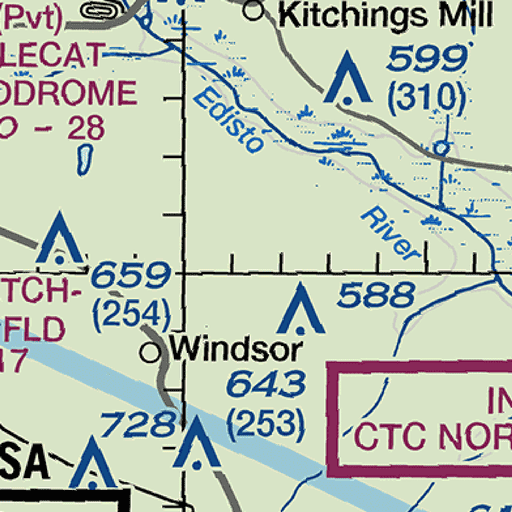 (Pvt)
Kitchings Mill
LECAT
599
ODROME
(310)
O - 28
Edisto
River
659
TCH-
(254)
588
FLD
17
Windsor
643
728
(253)
IN
CTC NOR
SA